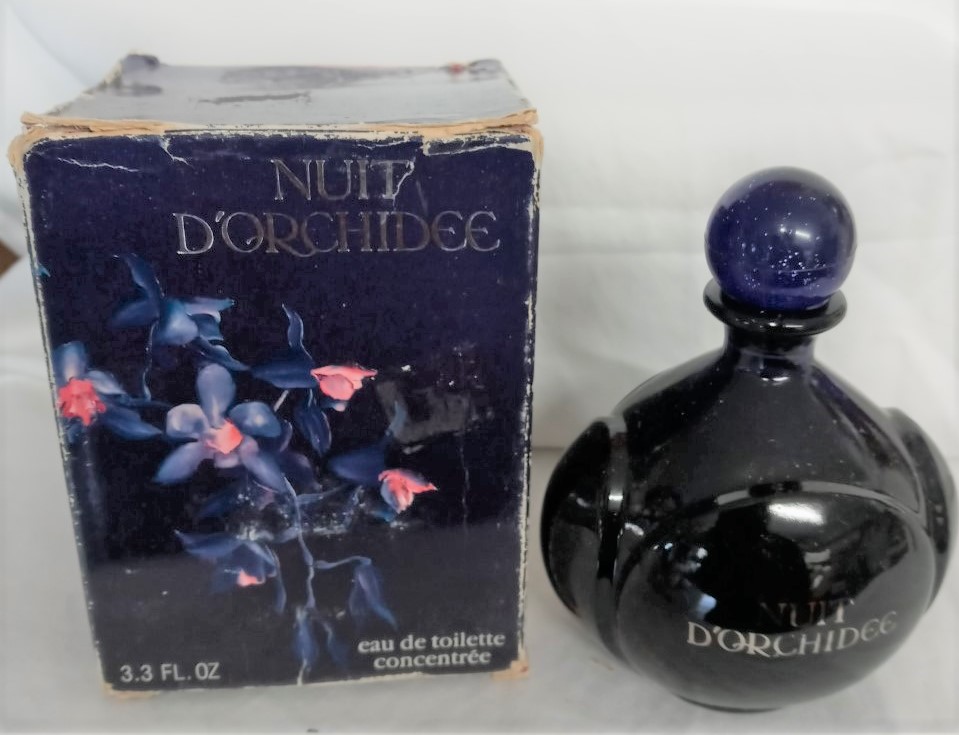 NUIT
D'ORCHIDEE
eau de toilette
concentrée
3.3 FL. OZ
NUIT
D'ORCHIDEE